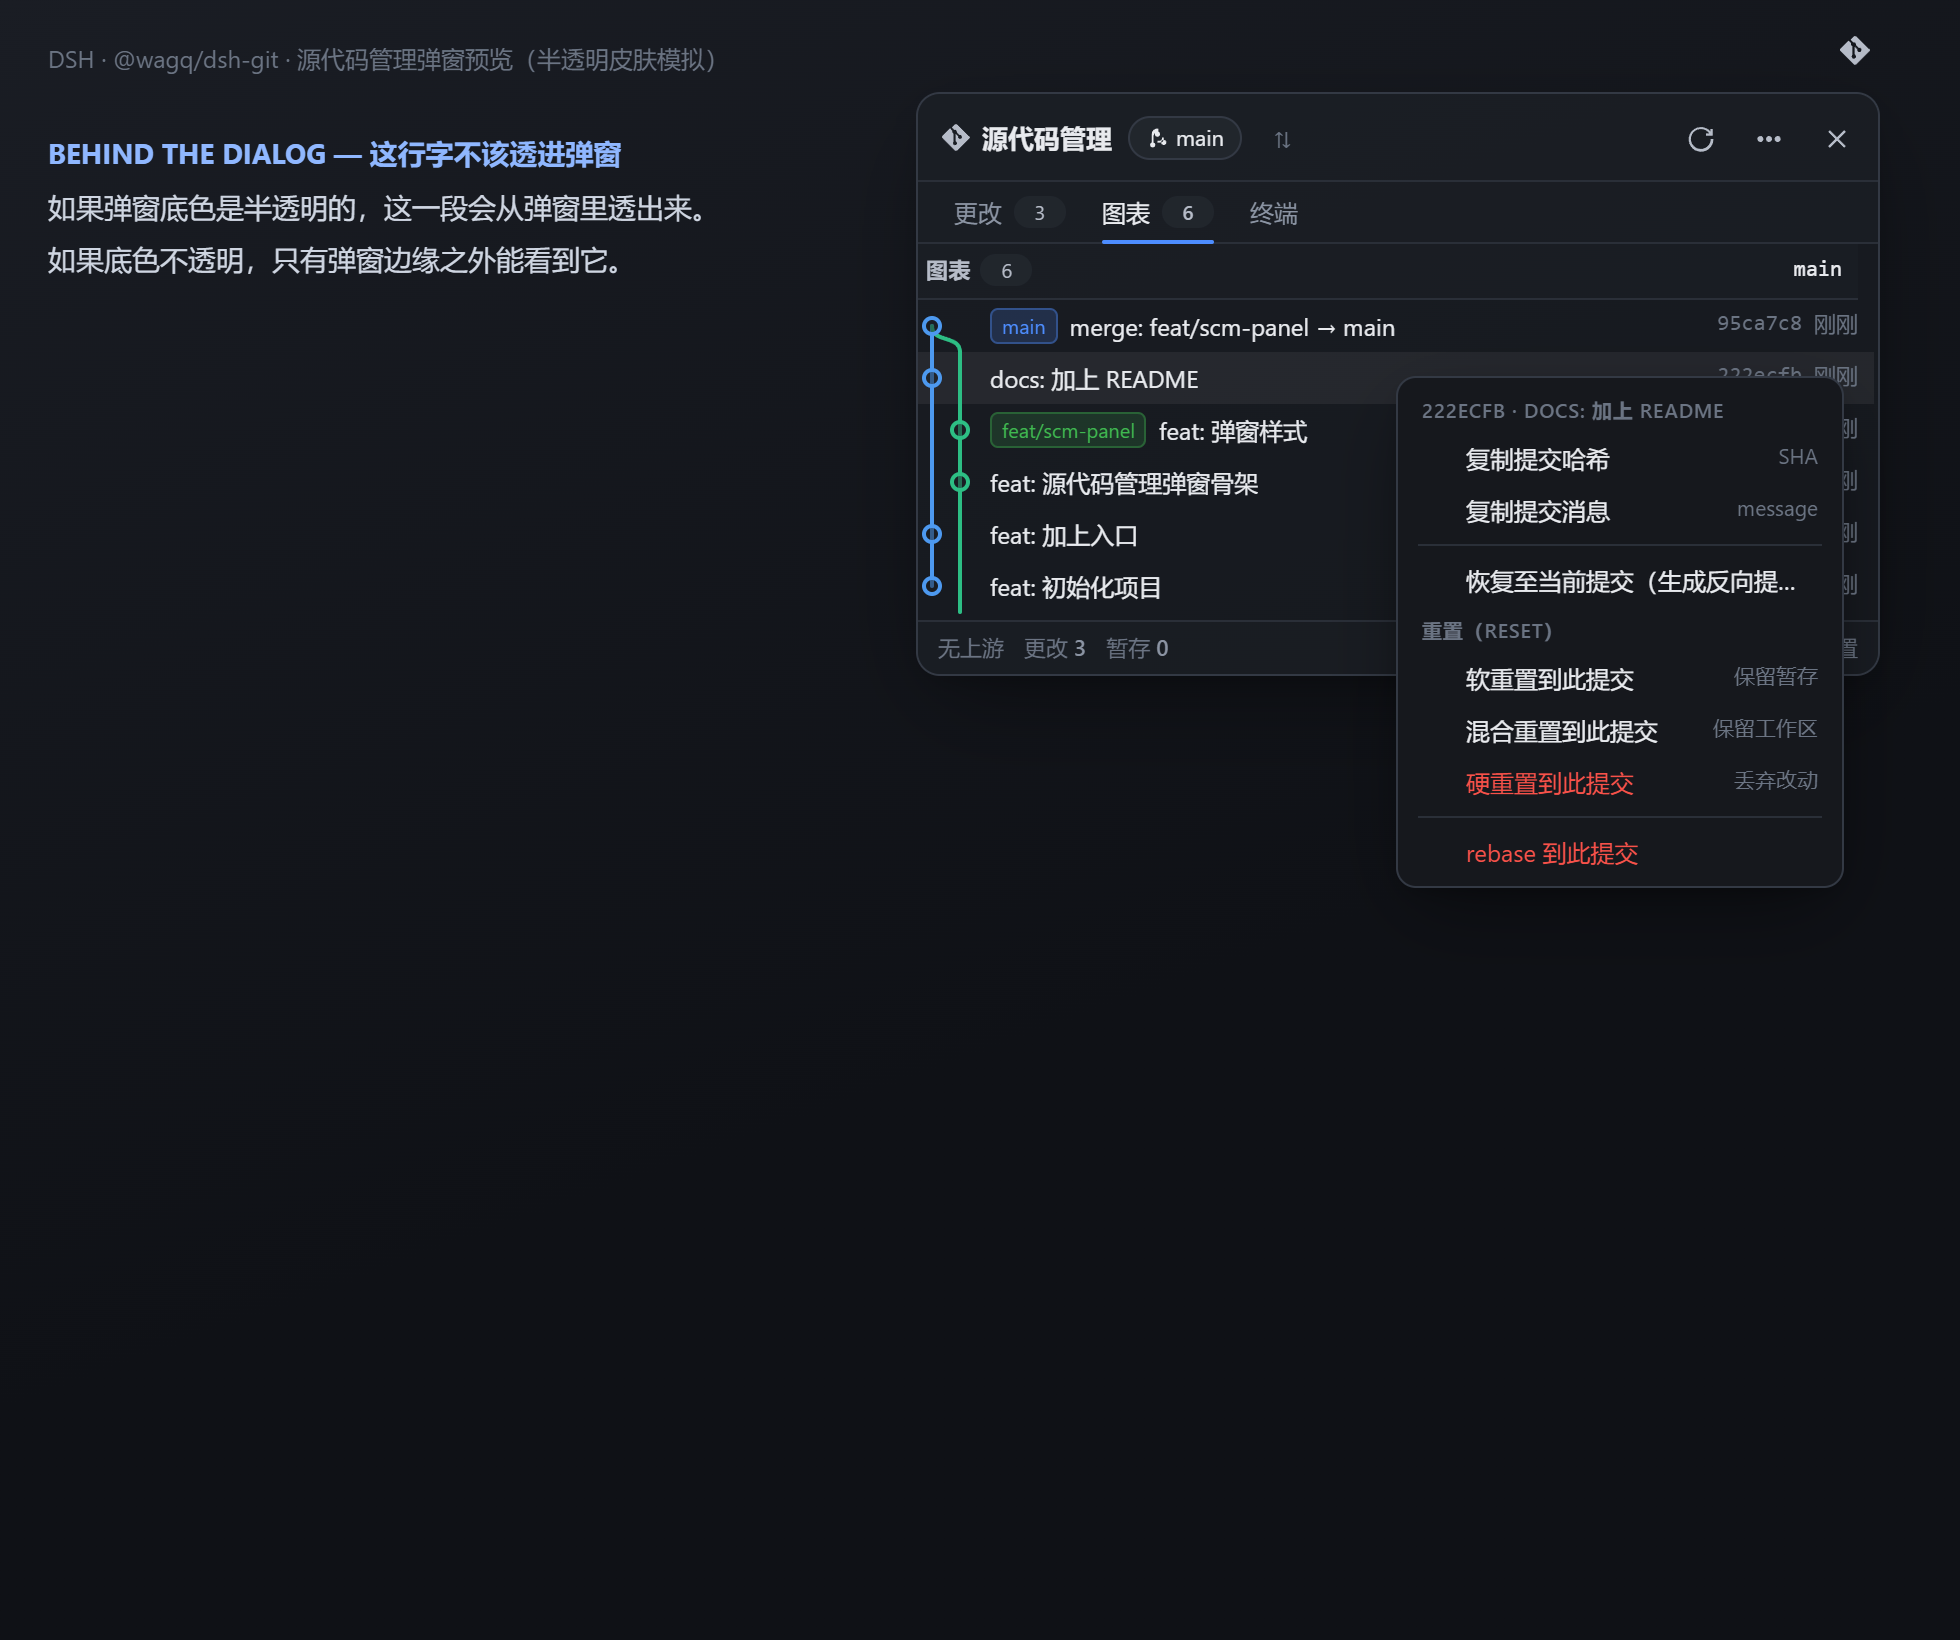 DSH · @wagq/dsh-git · 源代码管理弹窗预览（半透明皮肤模拟）
BEHIND THE DIALOG — 这行字不该透进弹窗
如果弹窗底色是半透明的，这一段会从弹窗里透出来。
如果底色不透明，只有弹窗边缘之外能看到它。
源代码管理 main
更改 3 图表 6 终端
图表 6 main
main merge: feat/scm-panel → main 95ca7c8 刚刚
docs: 加上 README 222ecfb 刚刚
feat/scm-panel feat: 弹窗样式 刚
feat: 源代码管理弹窗骨架 刚
feat: 加上入口 刚
feat: 初始化项目 刚
无上游 更改 3 暂存 0 置
222ECFB · DOCS: 加上 README
复制提交哈希 SHA
复制提交消息 message
恢复至当前提交（生成反向提...
重置（RESET）
软重置到此提交 保留暂存
混合重置到此提交 保留工作区
硬重置到此提交 丢弃改动
rebase 到此提交